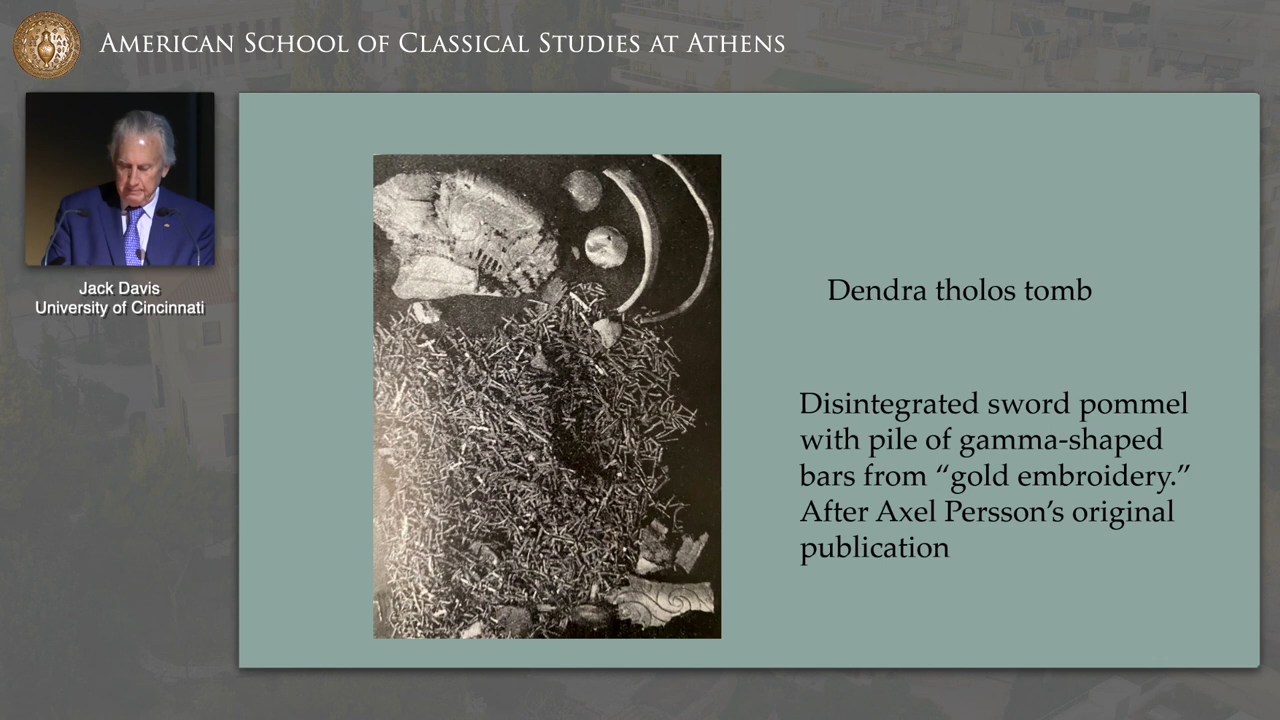 AMERICAN SCHOOL OF CLASSICAL STUDIES AT ATHENS
Jack Davis
University of Cincinnati
Dendra tholos tomb
Disintegrated sword pommel
with pile of gamma-shaped
bars from “gold embroidery.”
After Axel Persson’s original
publication